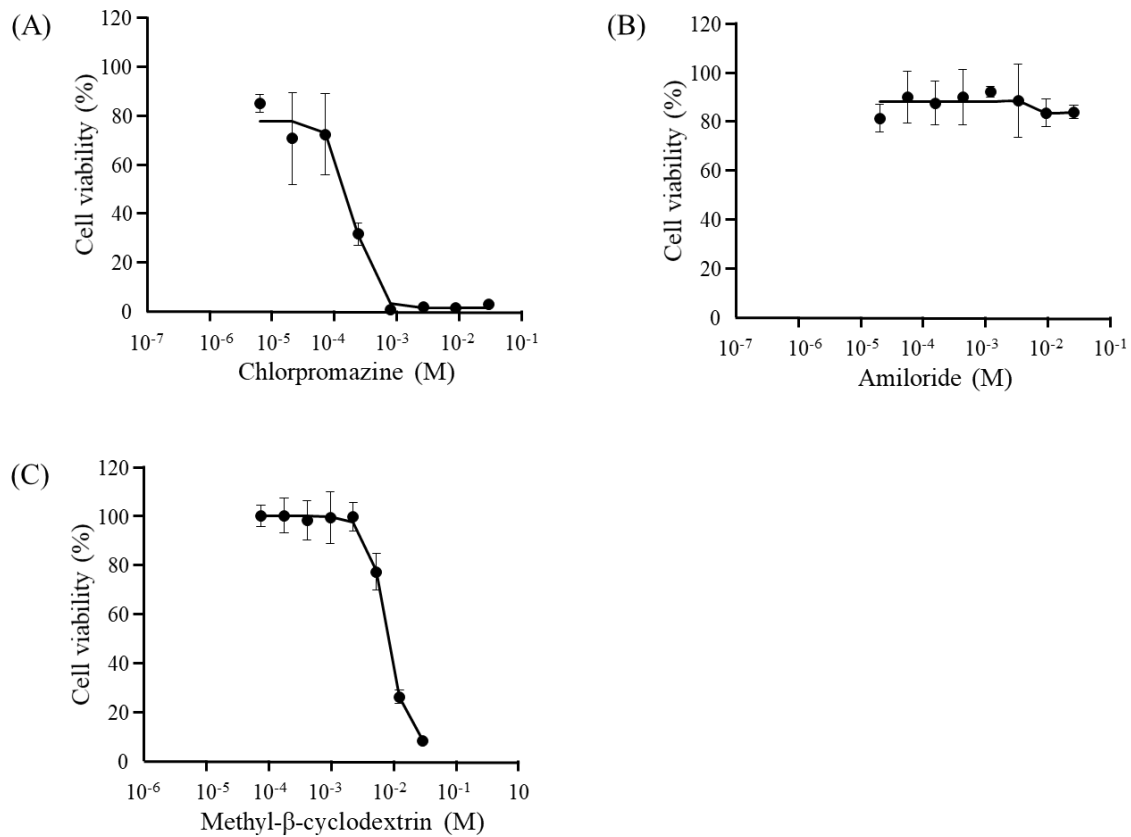 (A)
Cell viability (%)
120
100
80
60
40
20
0
10⁻⁷ 10⁻⁶ 10⁻⁵ 10⁻⁴ 10⁻³ 10⁻² 10⁻¹
Chlorpromazine (M)
(B)
Cell viability (%)
120
100
80
60
40
20
0
10⁻⁷ 10⁻⁶ 10⁻⁵ 10⁻⁴ 10⁻³ 10⁻² 10⁻¹
Amiloride (M)
(C)
Cell viability (%)
120
100
80
60
40
20
0
10⁻⁶ 10⁻⁵ 10⁻⁴ 10⁻³ 10⁻² 10⁻¹ 10
Methyl-β-cyclodextrin (M)